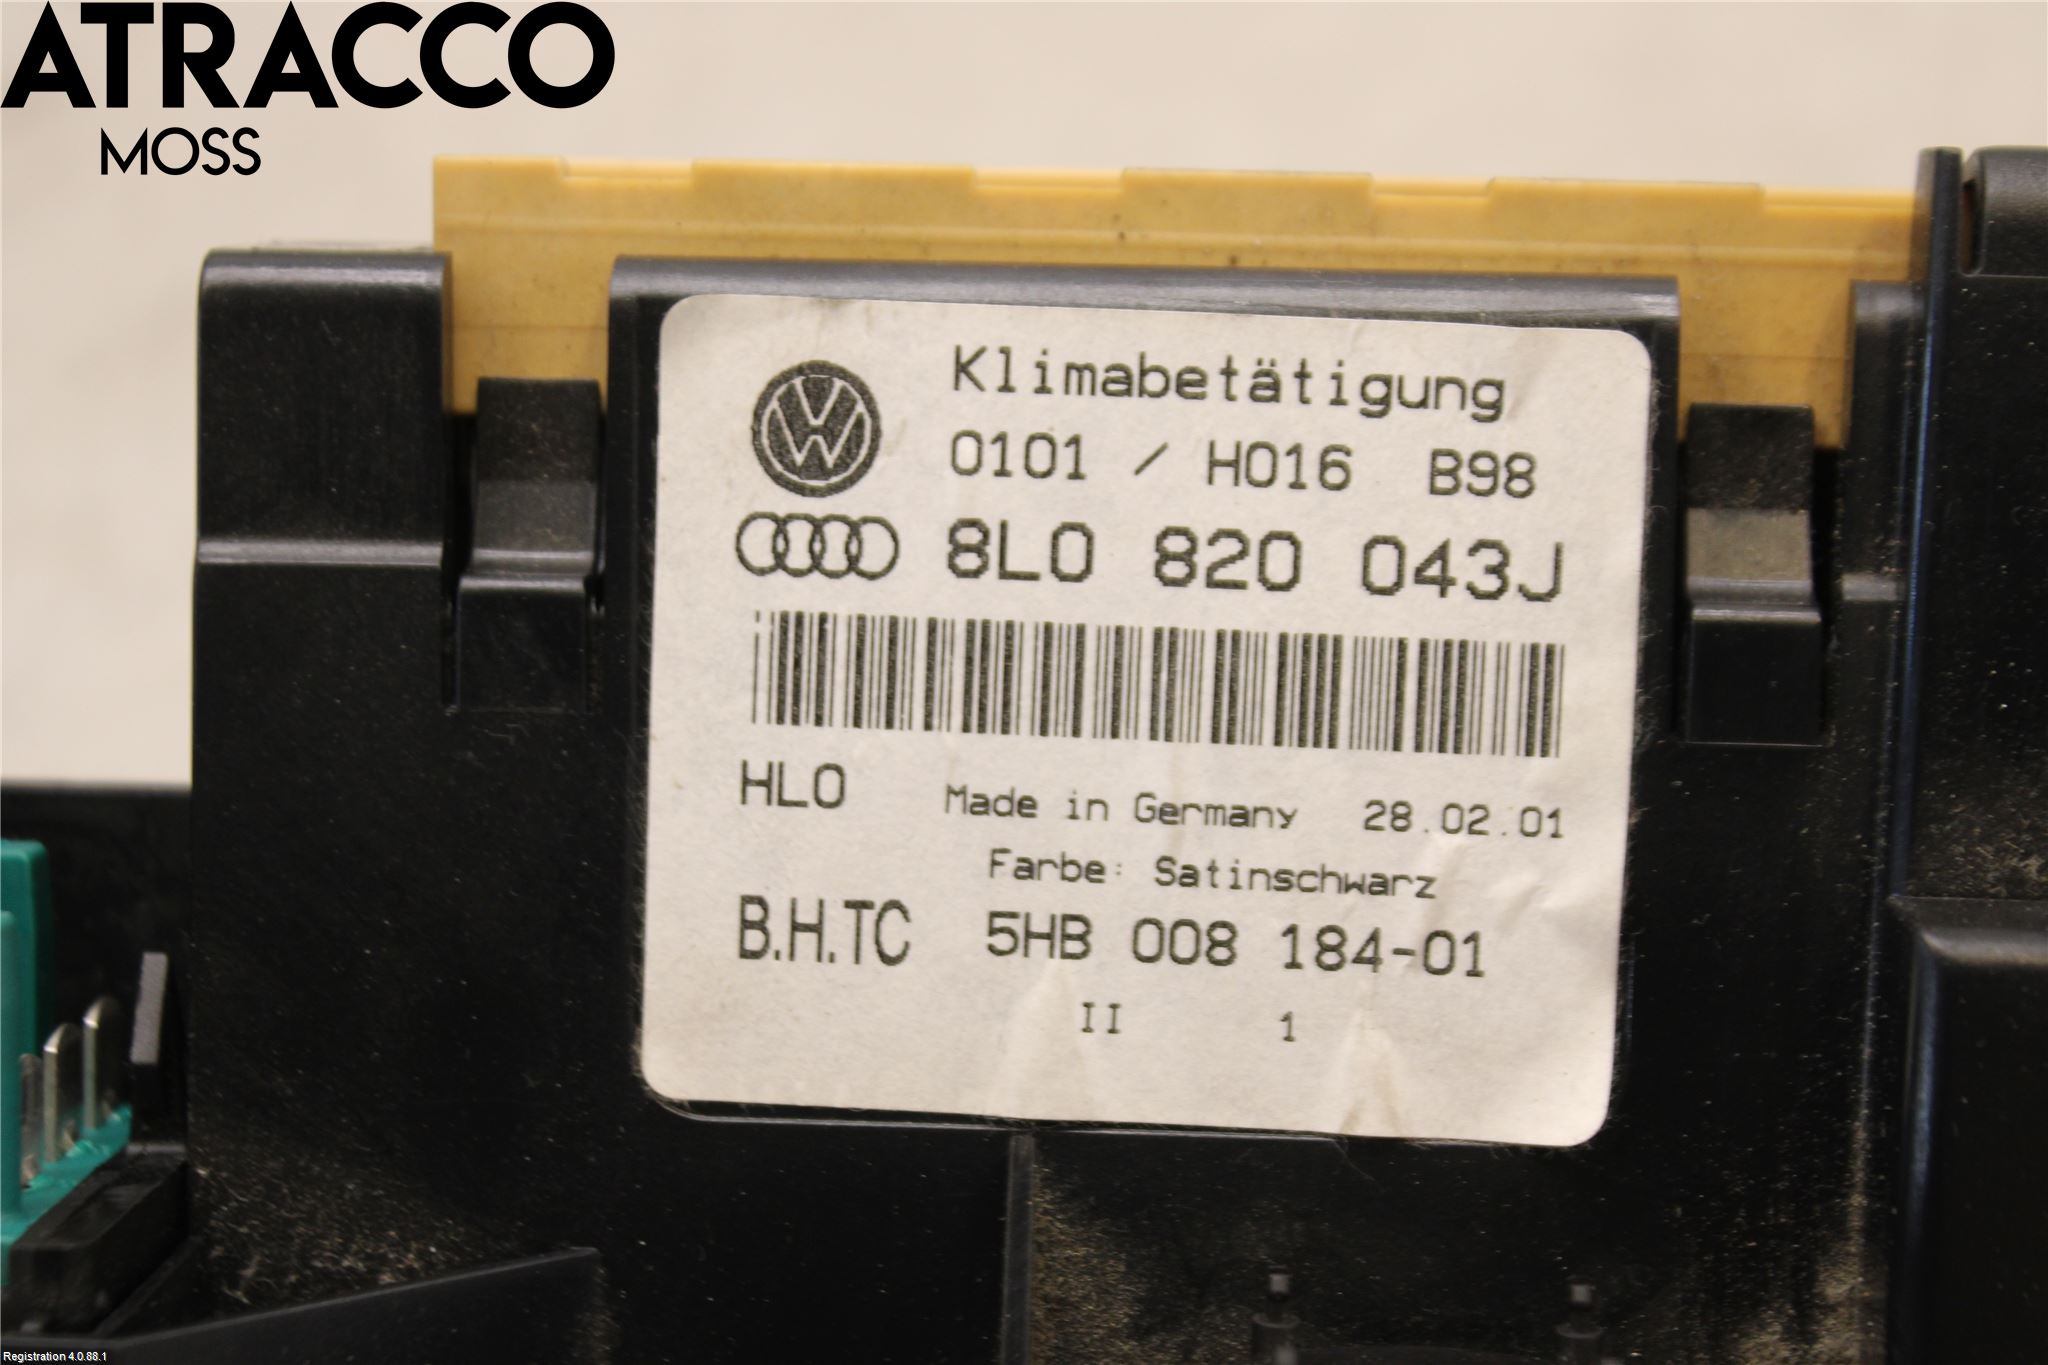 ATRACCO
MOSS
Klimabetätigung
0101 / H016 B98
8L0 820 043J
HLO Made in Germany 28.02.01
Farbe: Satinschwarz
B.H.TC 5HB 008 184-01
II 1
Registration 4.0.88.1